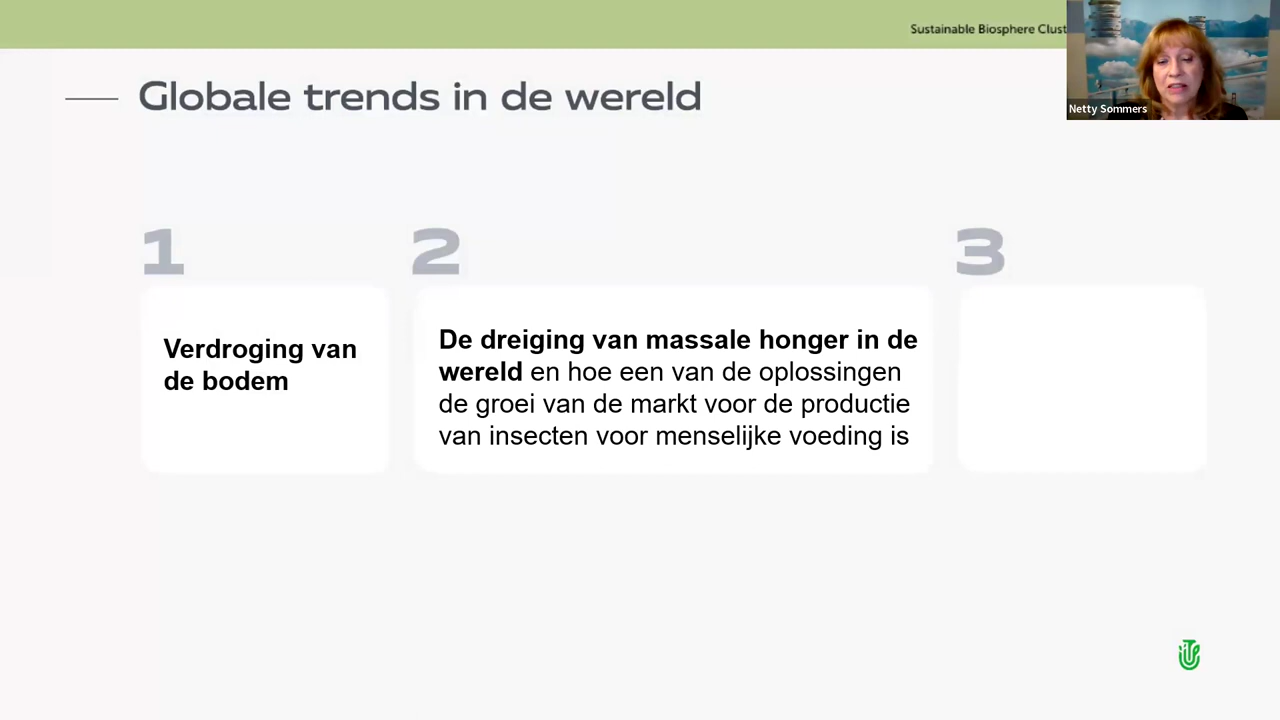 Sustainable Biosphere Clust
Netty Sommers
Globale trends in de wereld
1
2
3
Verdroging van
de bodem
De dreiging van massale honger in de
wereld en hoe een van de oplossingen
de groei van de markt voor de productie
van insecten voor menselijke voeding is